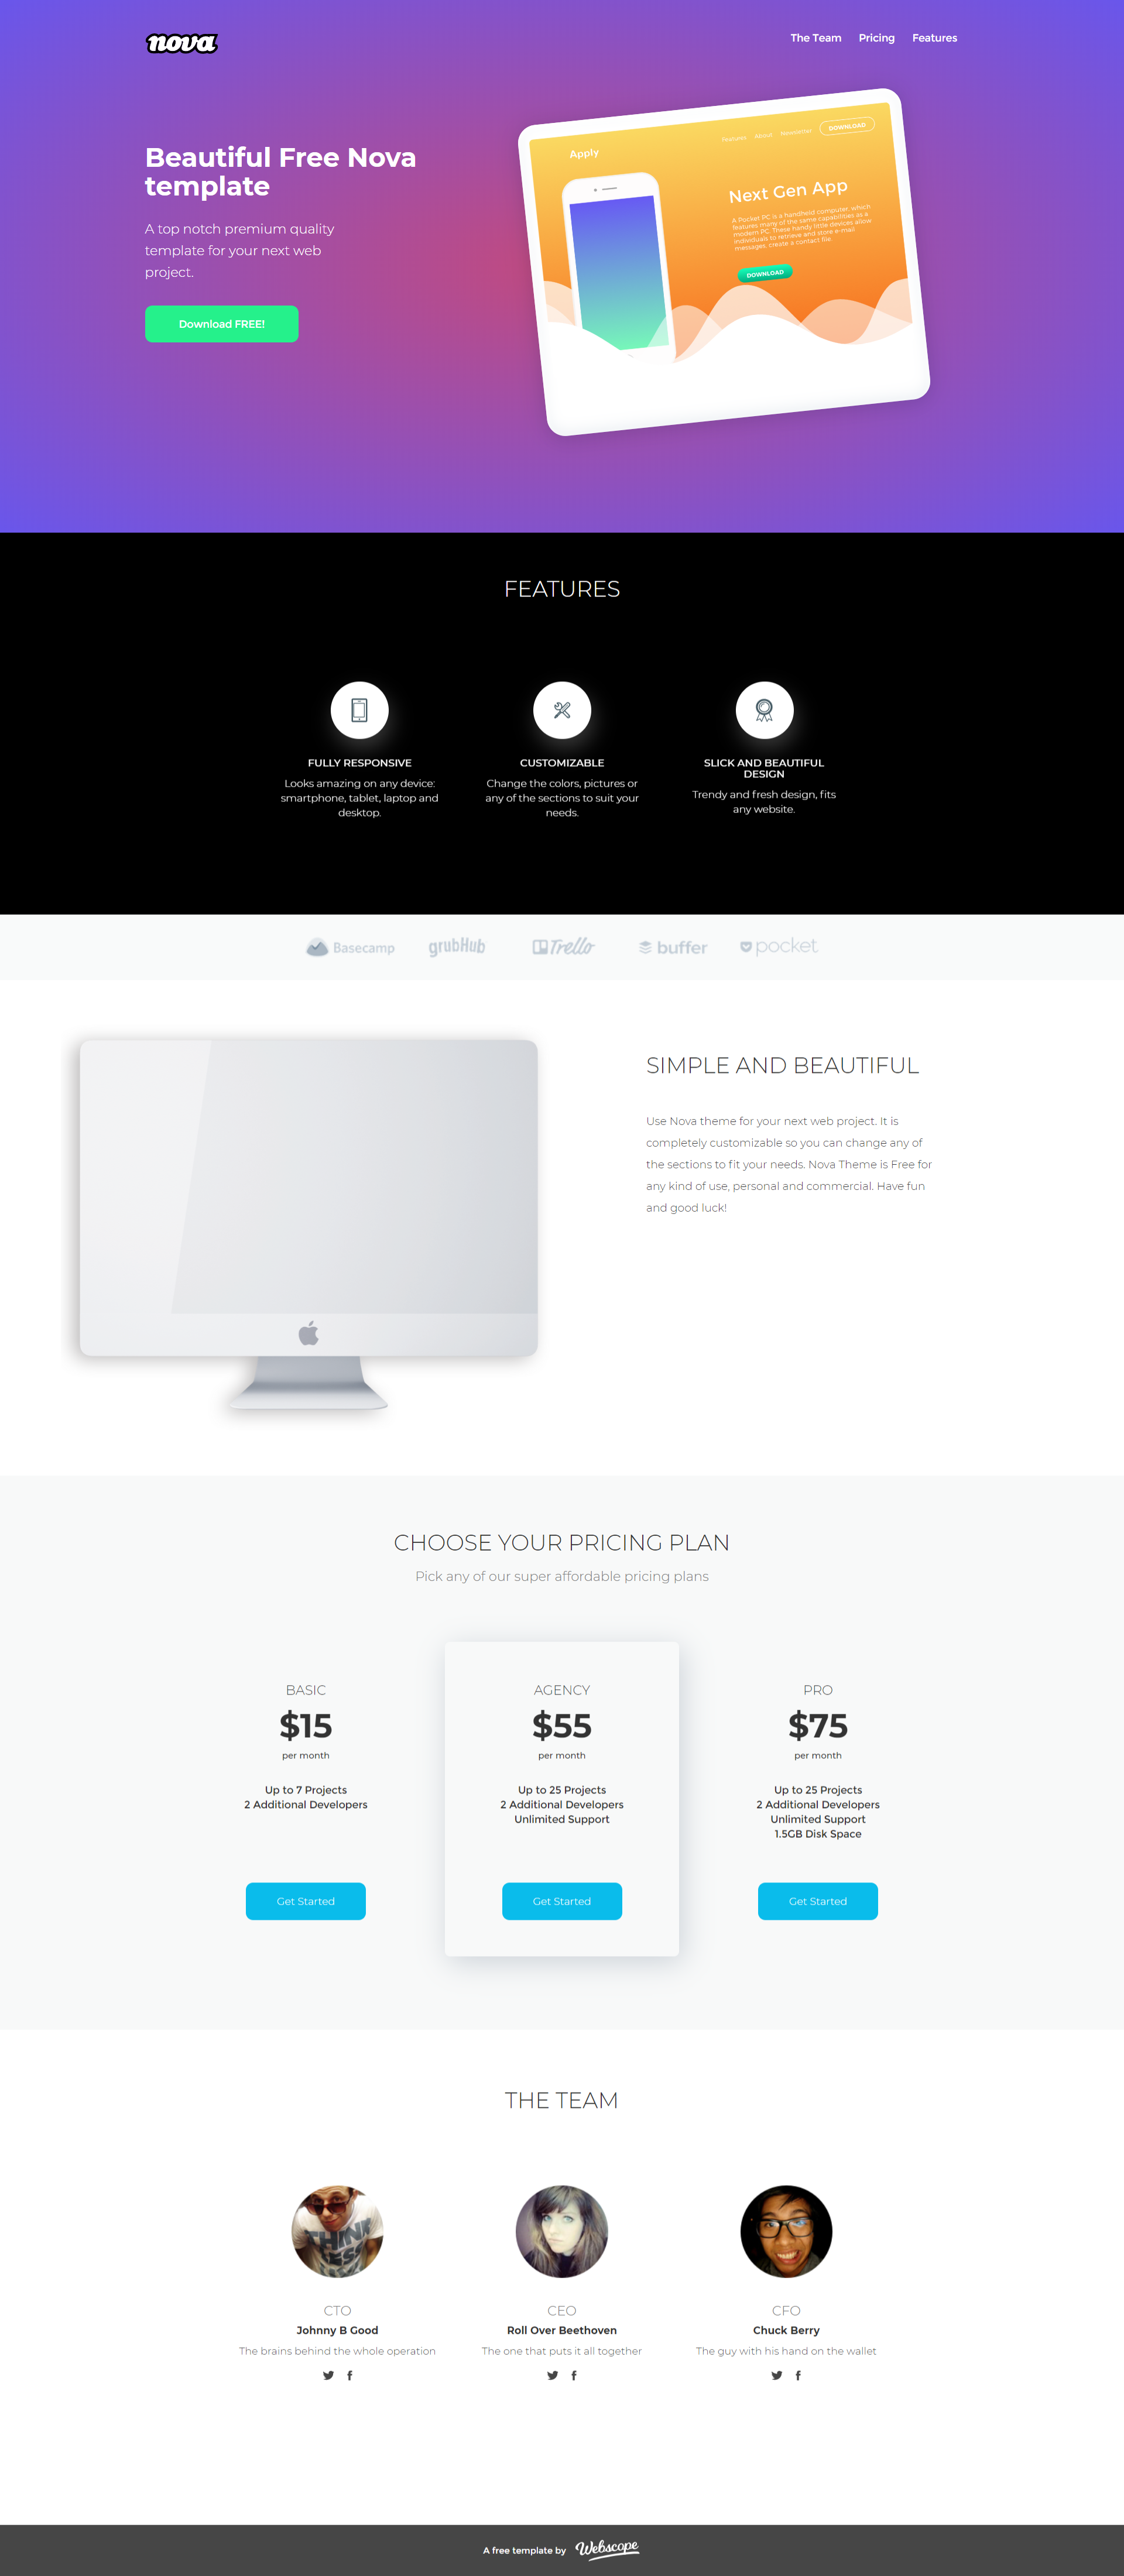 nova
The Team Pricing Features
Beautiful Free Nova
template
A top notch premium quality
template for your next web
project.
Download FREE!
Apply
Features About Newsletter DOWNLOAD
Next Gen App
A Pocket PC is a handheld computer, which
features many of the same capabilities as a
modern PC. These handy little devices allow
individuals to retrieve and store e-mail
messages, create a contact file
DOWNLOAD
FEATURES
FULLY RESPONSIVE
Looks amazing on any device:
smartphone, tablet, laptop and
desktop.
CUSTOMIZABLE
Change the colors, pictures or
any of the sections to suit your
needs.
SLICK AND BEAUTIFUL
DESIGN
Trendy and fresh design, fits
any website.
Basecamp grubHub Trello buffer pocket
SIMPLE AND BEAUTIFUL
Use Nova theme for your next web project. It is
completely customizable so you can change any of
the sections to fit your needs. Nova Theme is Free for
any kind of use, personal and commercial. Have fun
and good luck!
CHOOSE YOUR PRICING PLAN
Pick any of our super affordable pricing plans
BASIC
$15
per month
Up to 7 Projects
2 Additional Developers
Get Started
AGENCY
$55
per month
Up to 25 Projects
2 Additional Developers
Unlimited Support
Get Started
PRO
$75
per month
Up to 25 Projects
2 Additional Developers
Unlimited Support
1.5GB Disk Space
Get Started
THE TEAM
THINK
CTO
Johnny B Good
The brains behind the whole operation
CEO
Roll Over Beethoven
The one that puts it all together
CFO
Chuck Berry
The guy with his hand on the wallet
A free template by Webscope